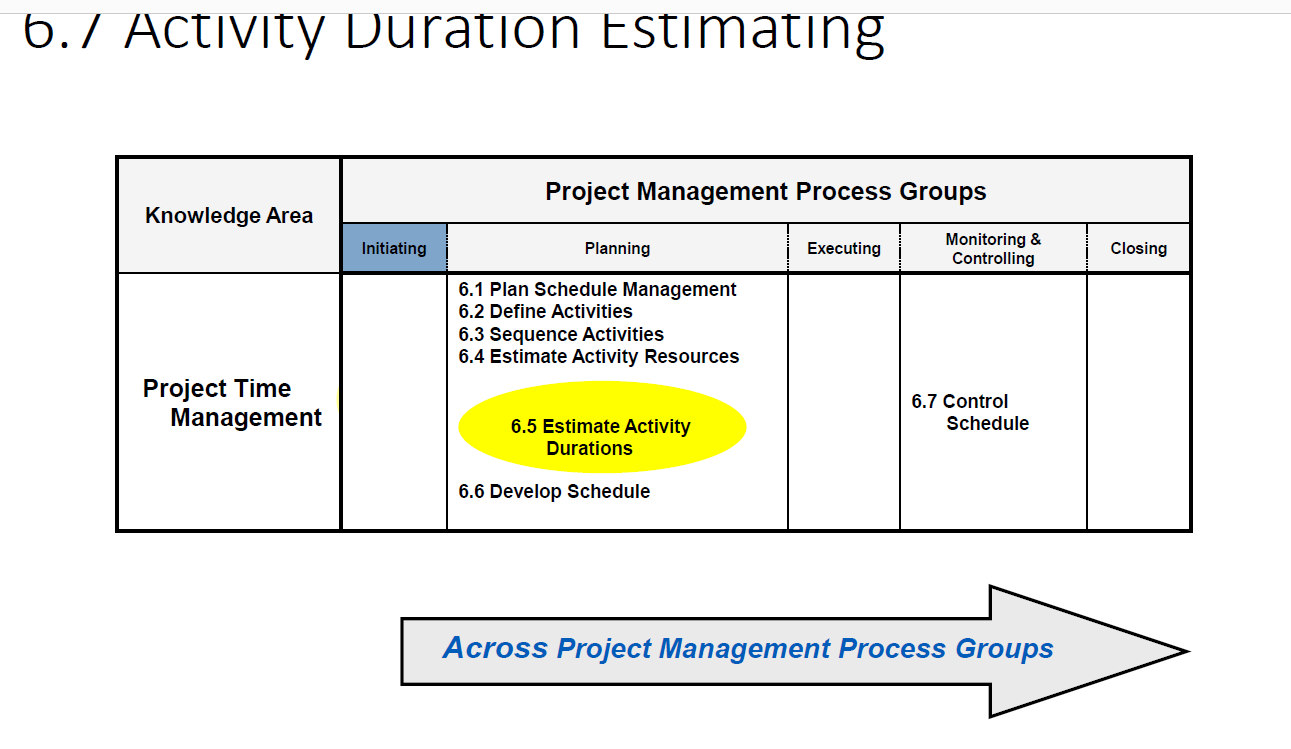 6.7 Activity Duration Estimating
Knowledge Area
Project Management Process Groups
Initiating
Planning
Executing
Monitoring &
Controlling
Closing
Project Time
Management
6.1 Plan Schedule Management
6.2 Define Activities
6.3 Sequence Activities
6.4 Estimate Activity Resources
6.5 Estimate Activity
Durations
6.6 Develop Schedule
6.7 Control
Schedule
Across Project Management Process Groups